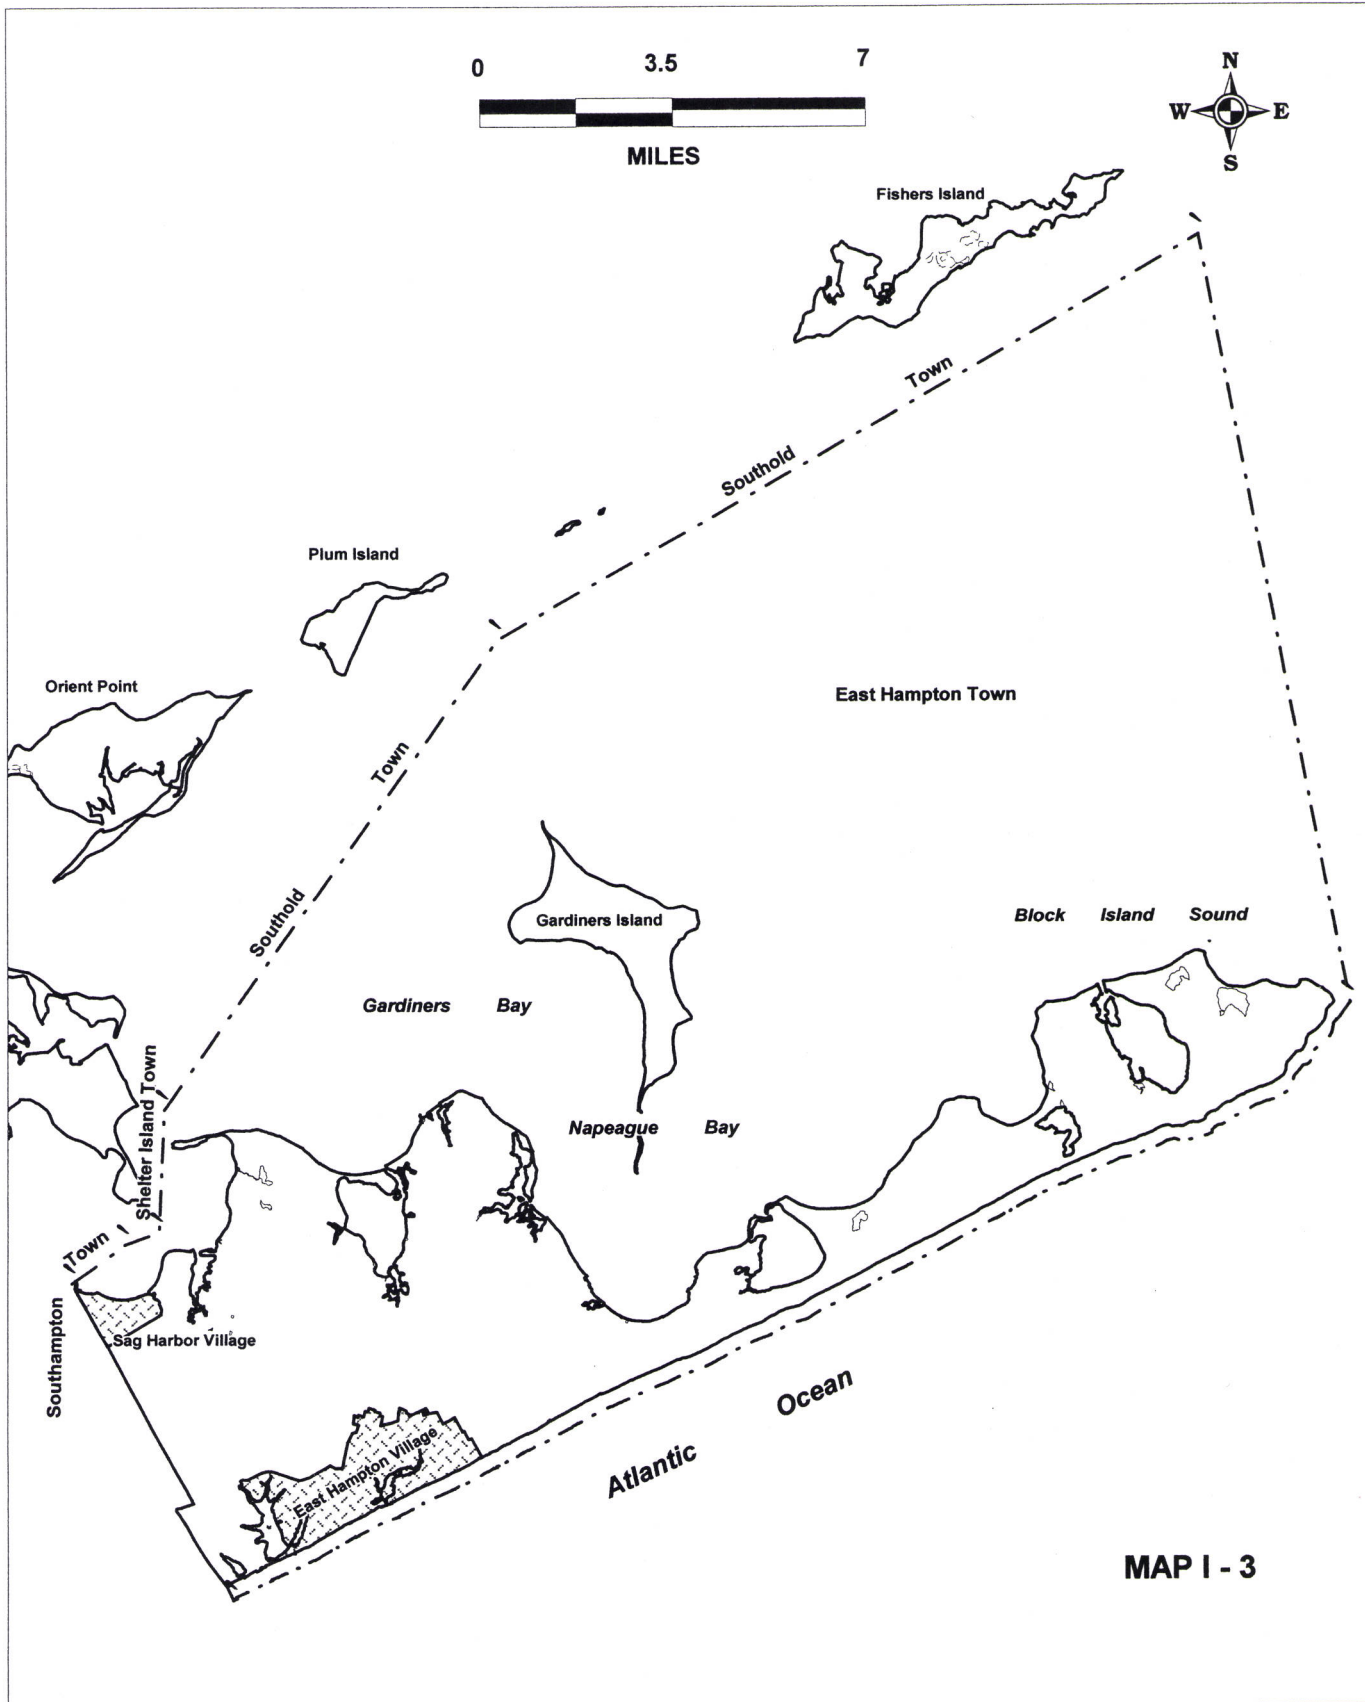 0 3.5 7
MILES
N
W E
S
Fishers Island
Southold Town
Plum Island
Orient Point
East Hampton Town
Southold Town
Gardiners Island
Block Island Sound
Gardiners Bay
Napeague Bay
Shelter Island Town
Southampton Town
Sag Harbor Village
East Hampton Village
Atlantic Ocean
MAP I - 3